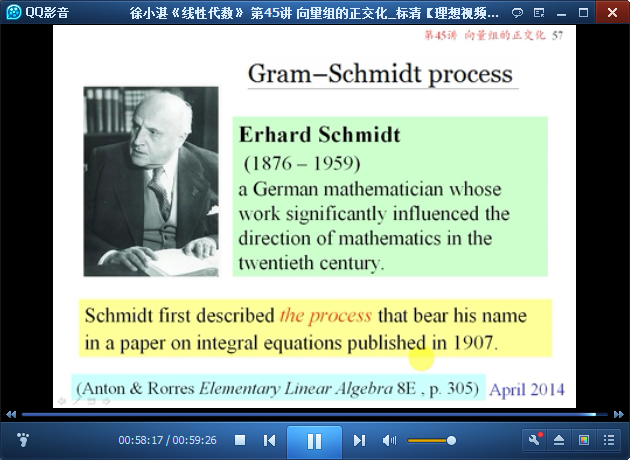 QQ影音
徐小湛《线性代数》 第45讲 向量组的正交化_标清【理想视频...
第45讲 向量组的正交化 57
Gram–Schmidt process
Erhard Schmidt
(1876 – 1959)
a German mathematician whose
work significantly influenced the
direction of mathematics in the
twentieth century.
Schmidt first described the process that bear his name
in a paper on integral equations published in 1907.
(Anton & Rorres Elementary Linear Algebra 8E , p. 305)
April 2014
00:58:17 / 00:59:26